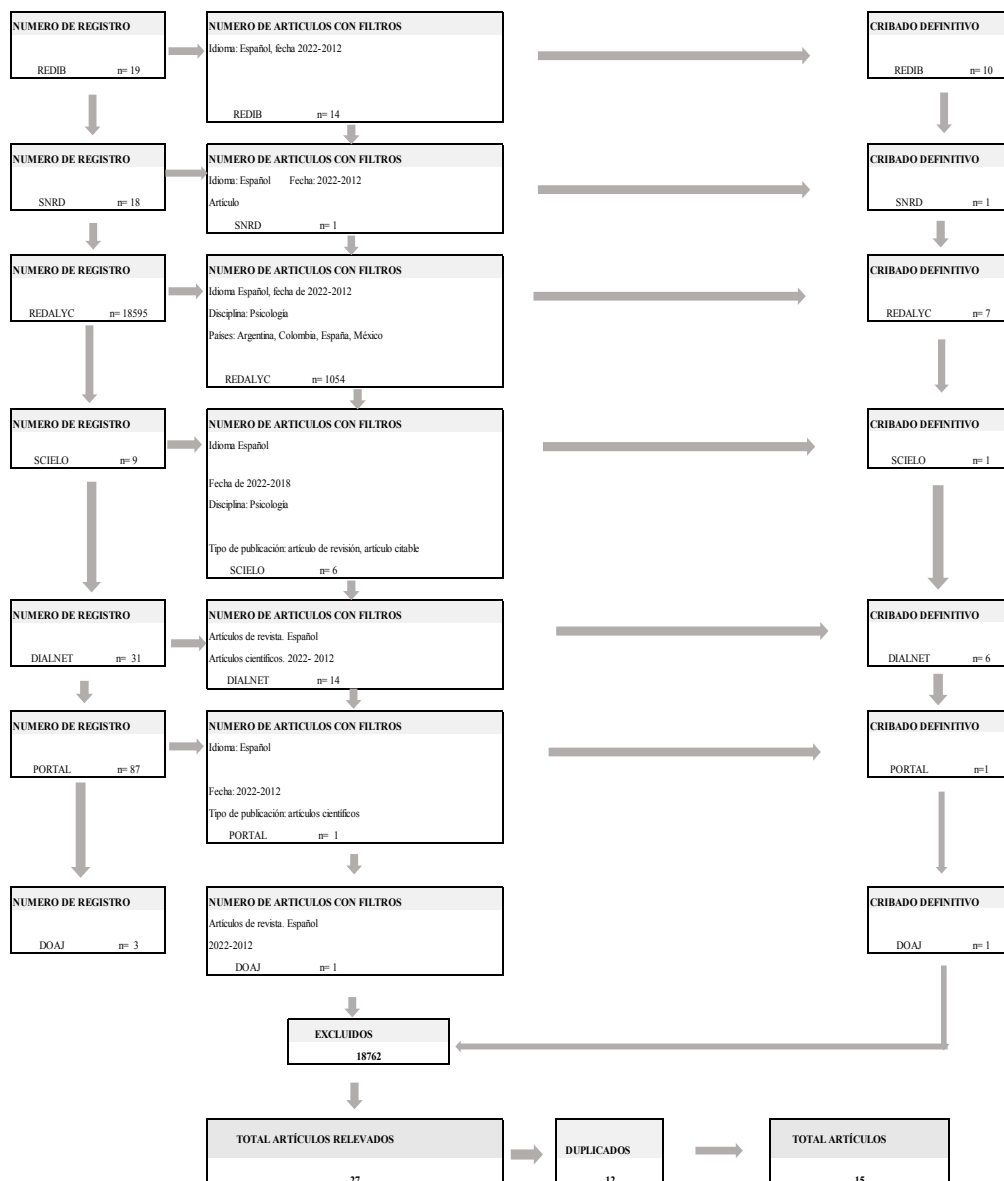 NUMERO DE REGISTRO
REDIB n= 19
NUMERO DE ARTICULOS CON FILTROS
Idioma: Español, fecha 2022-2012
REDIB n= 14
CRIBADO DEFINITIVO
REDIB n= 10
NUMERO DE REGISTRO
SNRD n= 18
NUMERO DE ARTICULOS CON FILTROS
Idioma: Español Fecha: 2022-2012
Artículo
SNRD n= 1
CRIBADO DEFINITIVO
SNRD n= 1
NUMERO DE REGISTRO
REDALYC n= 18595
NUMERO DE ARTICULOS CON FILTROS
Idioma Español, fecha de 2022-2012
Disciplina: Psicología
Países: Argentina, Colombia, España, México
REDALYC n= 1054
CRIBADO DEFINITIVO
REDALYC n= 7
NUMERO DE REGISTRO
SCIELO n= 9
NUMERO DE ARTICULOS CON FILTROS
Idioma Español
Fecha de 2022-2018
Disciplina: Psicología
Tipo de publicación: artículo de revisión, artículo citable
SCIELO n= 6
CRIBADO DEFINITIVO
SCIELO n= 1
NUMERO DE REGISTRO
DIALNET n= 31
NUMERO DE ARTICULOS CON FILTROS
Artículos de revista. Español
Artículos científicos. 2022- 2012
DIALNET n= 14
CRIBADO DEFINITIVO
DIALNET n= 6
NUMERO DE REGISTRO
PORTAL n= 87
NUMERO DE ARTICULOS CON FILTROS
Idioma: Español
Fecha: 2022-2012
Tipo de publicación: artículos científicos
PORTAL n= 1
CRIBADO DEFINITIVO
PORTAL n=1
NUMERO DE REGISTRO
DOAJ n= 3
NUMERO DE ARTICULOS CON FILTROS
Artículos de revista. Español
2022-2012
DOAJ n= 1
CRIBADO DEFINITIVO
DOAJ n= 1
EXCLUIDOS
18762
TOTAL ARTÍCULOS RELEVADOS
27
DUPLICADOS
12
TOTAL ARTÍCULOS
15